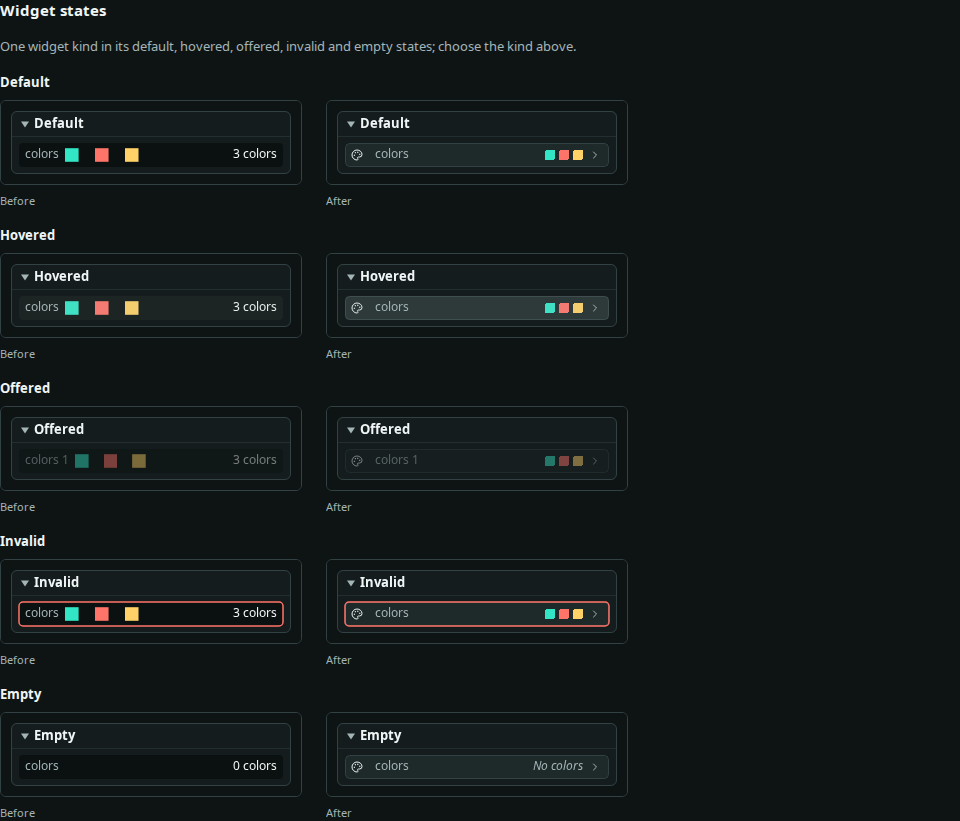 Widget states
One widget kind in its default, hovered, offered, invalid and empty states; choose the kind above.
Default
Default
colors 3 colors
Default
colors
Before
After
Hovered
Hovered
colors 3 colors
Hovered
colors
Before
After
Offered
Offered
colors 1 3 colors
Offered
colors 1
Before
After
Invalid
Invalid
colors 3 colors
Invalid
colors
Before
After
Empty
Empty
colors 0 colors
Empty
colors No colors
Before
After